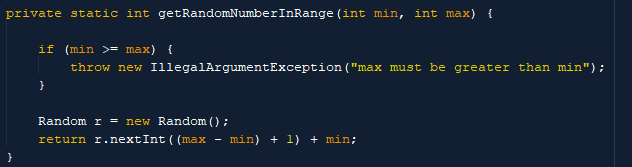 private static int getRandomNumberInRange(int min, int max) {

    if (min >= max) {
        throw new IllegalArgumentException("max must be greater than min");
    }

    Random r = new Random();
    return r.nextInt((max - min) + 1) + min;
}